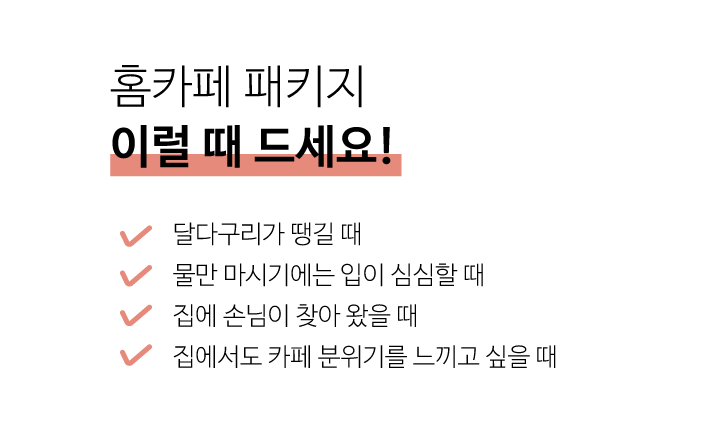 홈카페 패키지
이럴 때 드세요!
달다구리가 땡길 때
물만 마시기에는 입이 심심할 때
집에 손님이 찾아 왔을 때
집에서도 카페 분위기를 느끼고 싶을 때